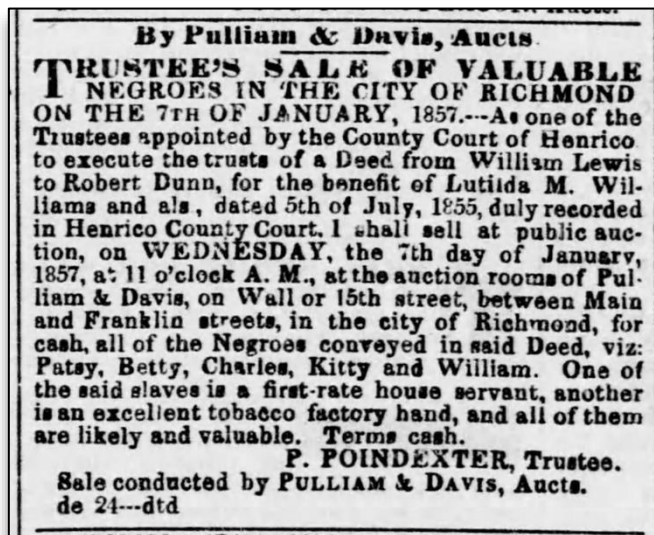 By Pulliam & Davis, Aucts
TRUSTEE'S SALE OF VALUABLE
NEGROES IN THE CITY OF RICHMOND
ON THE 7TH OF JANUARY, 1857.---As one of the
Trustees appointed by the County Court of Henrico
to execute the trusts of a Deed from William Lewis
to Robert Dunn, for the benefit of Lutilda M. Wil-
liams and als, dated 5th of July, 1855, duly recorded
in Henrico County Court, I shall sell at public auc-
tion, on WEDNESDAY, the 7th day of January,
1857, at 11 o'clock A. M., at the auction rooms of Pul-
liam & Davis, on Wall or 15th street, between Main
and Franklin streets, in the city of Richmond, for
cash, all of the Negroes conveyed in said Deed, viz:
Patsy, Betty, Charles, Kitty and William. One of
the said slaves is a first-rate house servant, another
is an excellent tobacco factory hand, and all of them
are likely and valuable. Terms cash.
P. POINDEXTER, Trustee.
Sale conducted by PULLIAM & DAVIS, Aucts.
de 24---dtd